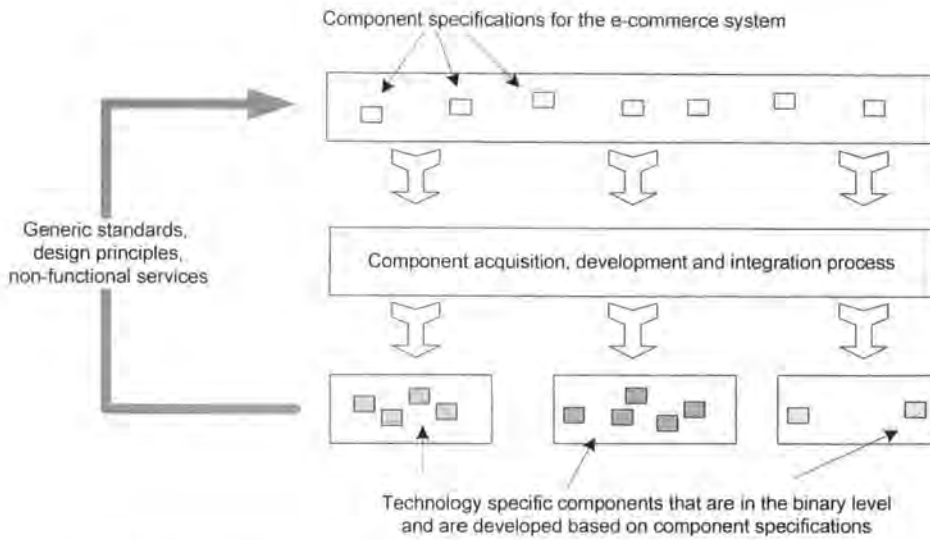 Component specifications for the e-commerce system
Generic standards,
design principles,
non-functional services
Component acquisition, development and integration process
Technology specific components that are in the binary level
and are developed based on component specifications